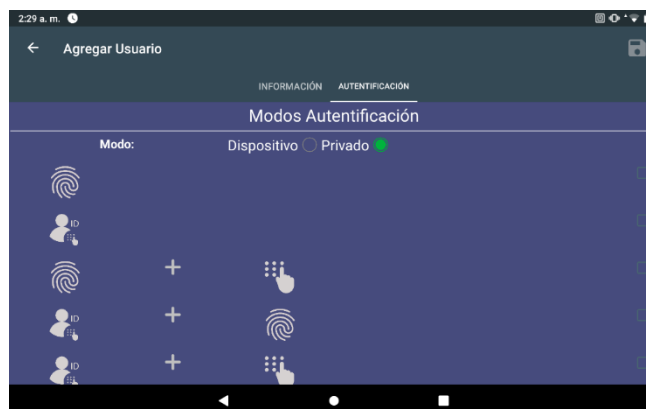 2:29 a. m.
Agregar Usuario
INFORMACIÓN AUTENTIFICACIÓN
Modos Autentificación
Modo: Dispositivo Privado
ID
+
ID +
ID +